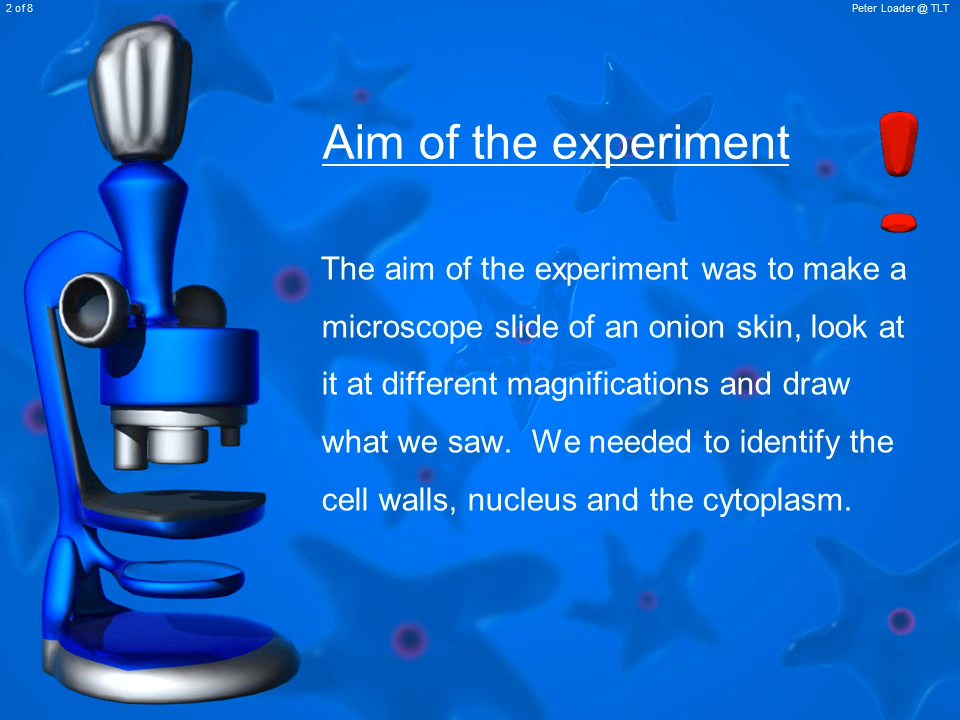 2 of 8
Peter Loader @ TLT
Aim of the experiment
The aim of the experiment was to make a
microscope slide of an onion skin, look at
it at different magnifications and draw
what we saw.  We needed to identify the
cell walls, nucleus and the cytoplasm.
!